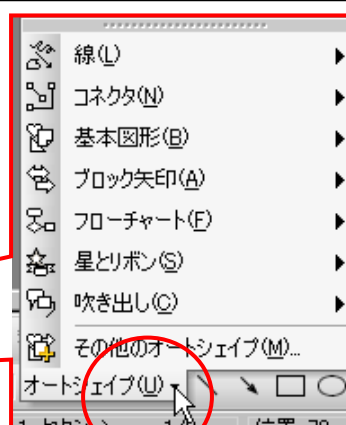 線(L)
コネクタ(N)
基本図形(B)
ブロック矢印(A)
フローチャート(F)
星とリボン(S)
吹き出し(C)
その他のオートシェイプ(M)...
オートシェイプ(U)